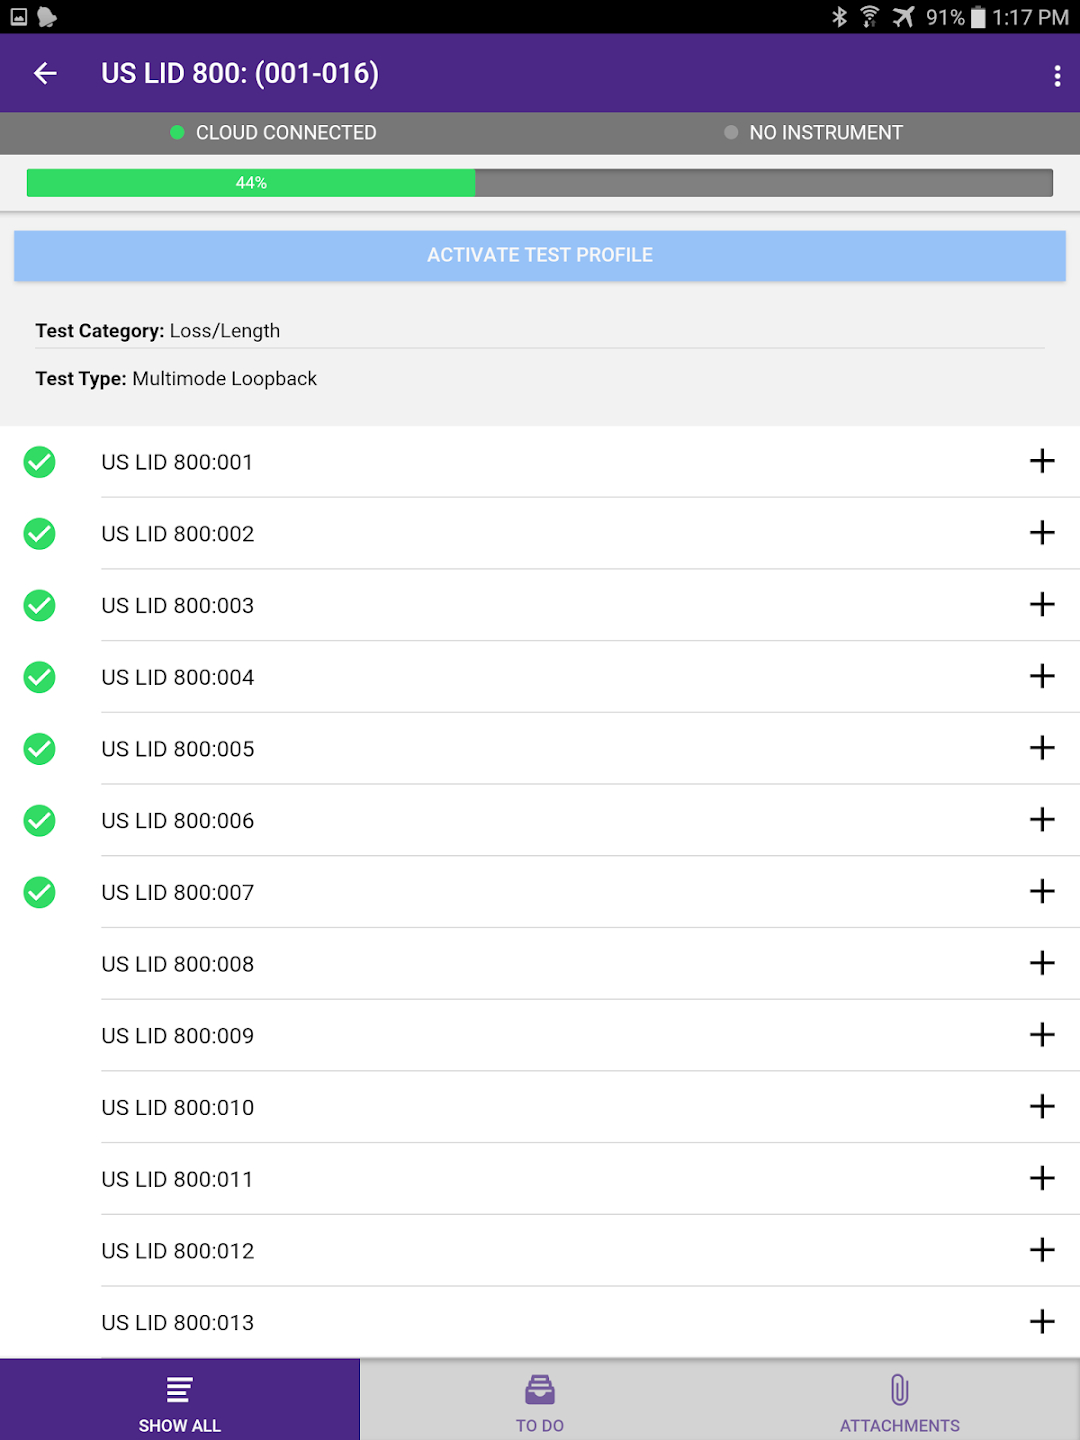 91% 1:17 PM
US LID 800: (001-016)
CLOUD CONNECTED NO INSTRUMENT
44%
ACTIVATE TEST PROFILE
Test Category: Loss/Length
Test Type: Multimode Loopback
US LID 800:001
US LID 800:002
US LID 800:003
US LID 800:004
US LID 800:005
US LID 800:006
US LID 800:007
US LID 800:008
US LID 800:009
US LID 800:010
US LID 800:011
US LID 800:012
US LID 800:013
SHOW ALL TO DO ATTACHMENTS